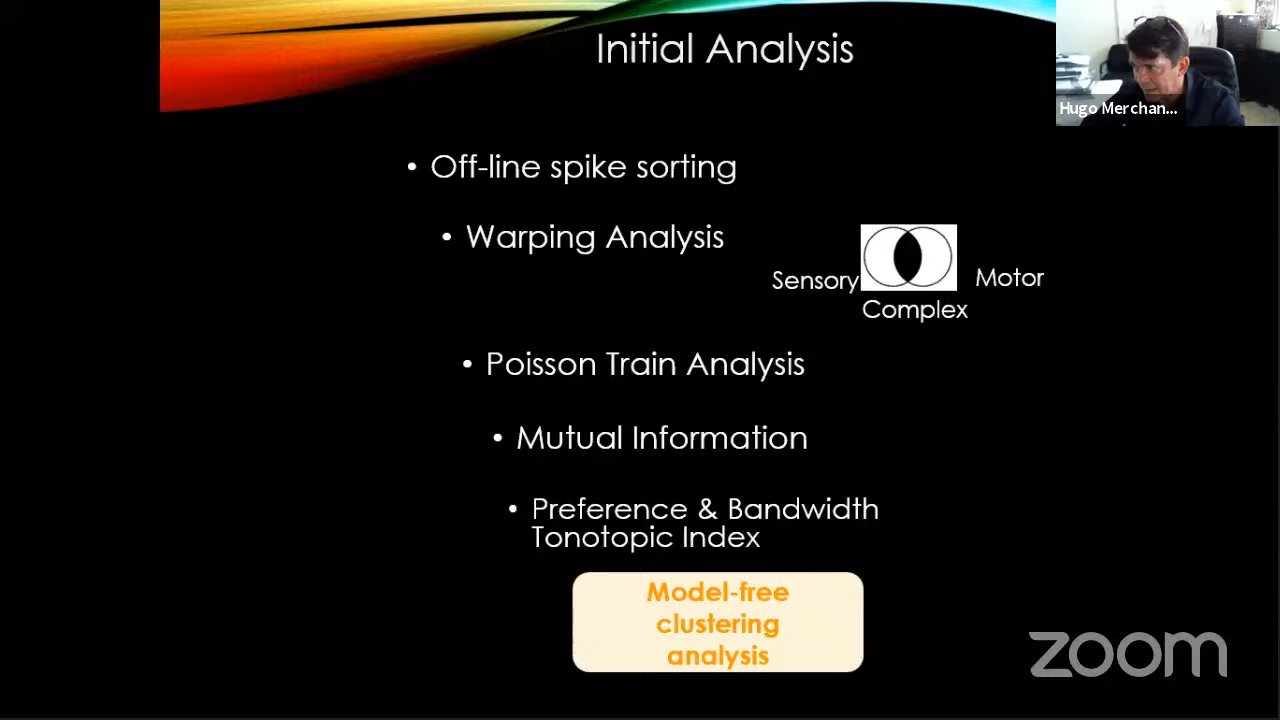 Initial Analysis
Hugo Merchan...
• Off-line spike sorting
• Warping Analysis
Sensory
Motor
Complex
• Poisson Train Analysis
• Mutual Information
• Preference & Bandwidth
Tonotopic Index
Model-free
clustering
analysis
zoom